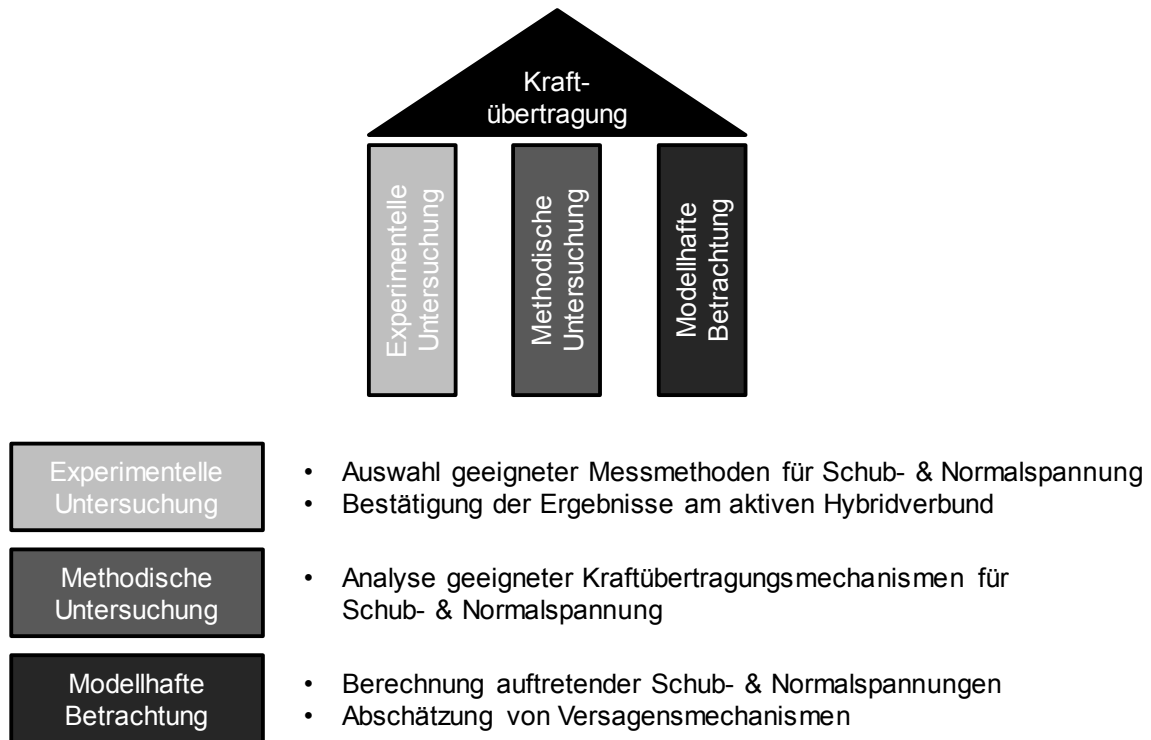 Kraft-
übertragung
Experimentelle
Untersuchung
Methodische
Untersuchung
Modellhafte
Betrachtung
Experimentelle
Untersuchung
• Auswahl geeigneter Messmethoden für Schub- & Normalspannung
• Bestätigung der Ergebnisse am aktiven Hybridverbund
Methodische
Untersuchung
• Analyse geeigneter Kraftübertragungsmechanismen für
Schub- & Normalspannung
Modellhafte
Betrachtung
• Berechnung auftretender Schub- & Normalspannungen
• Abschätzung von Versagensmechanismen